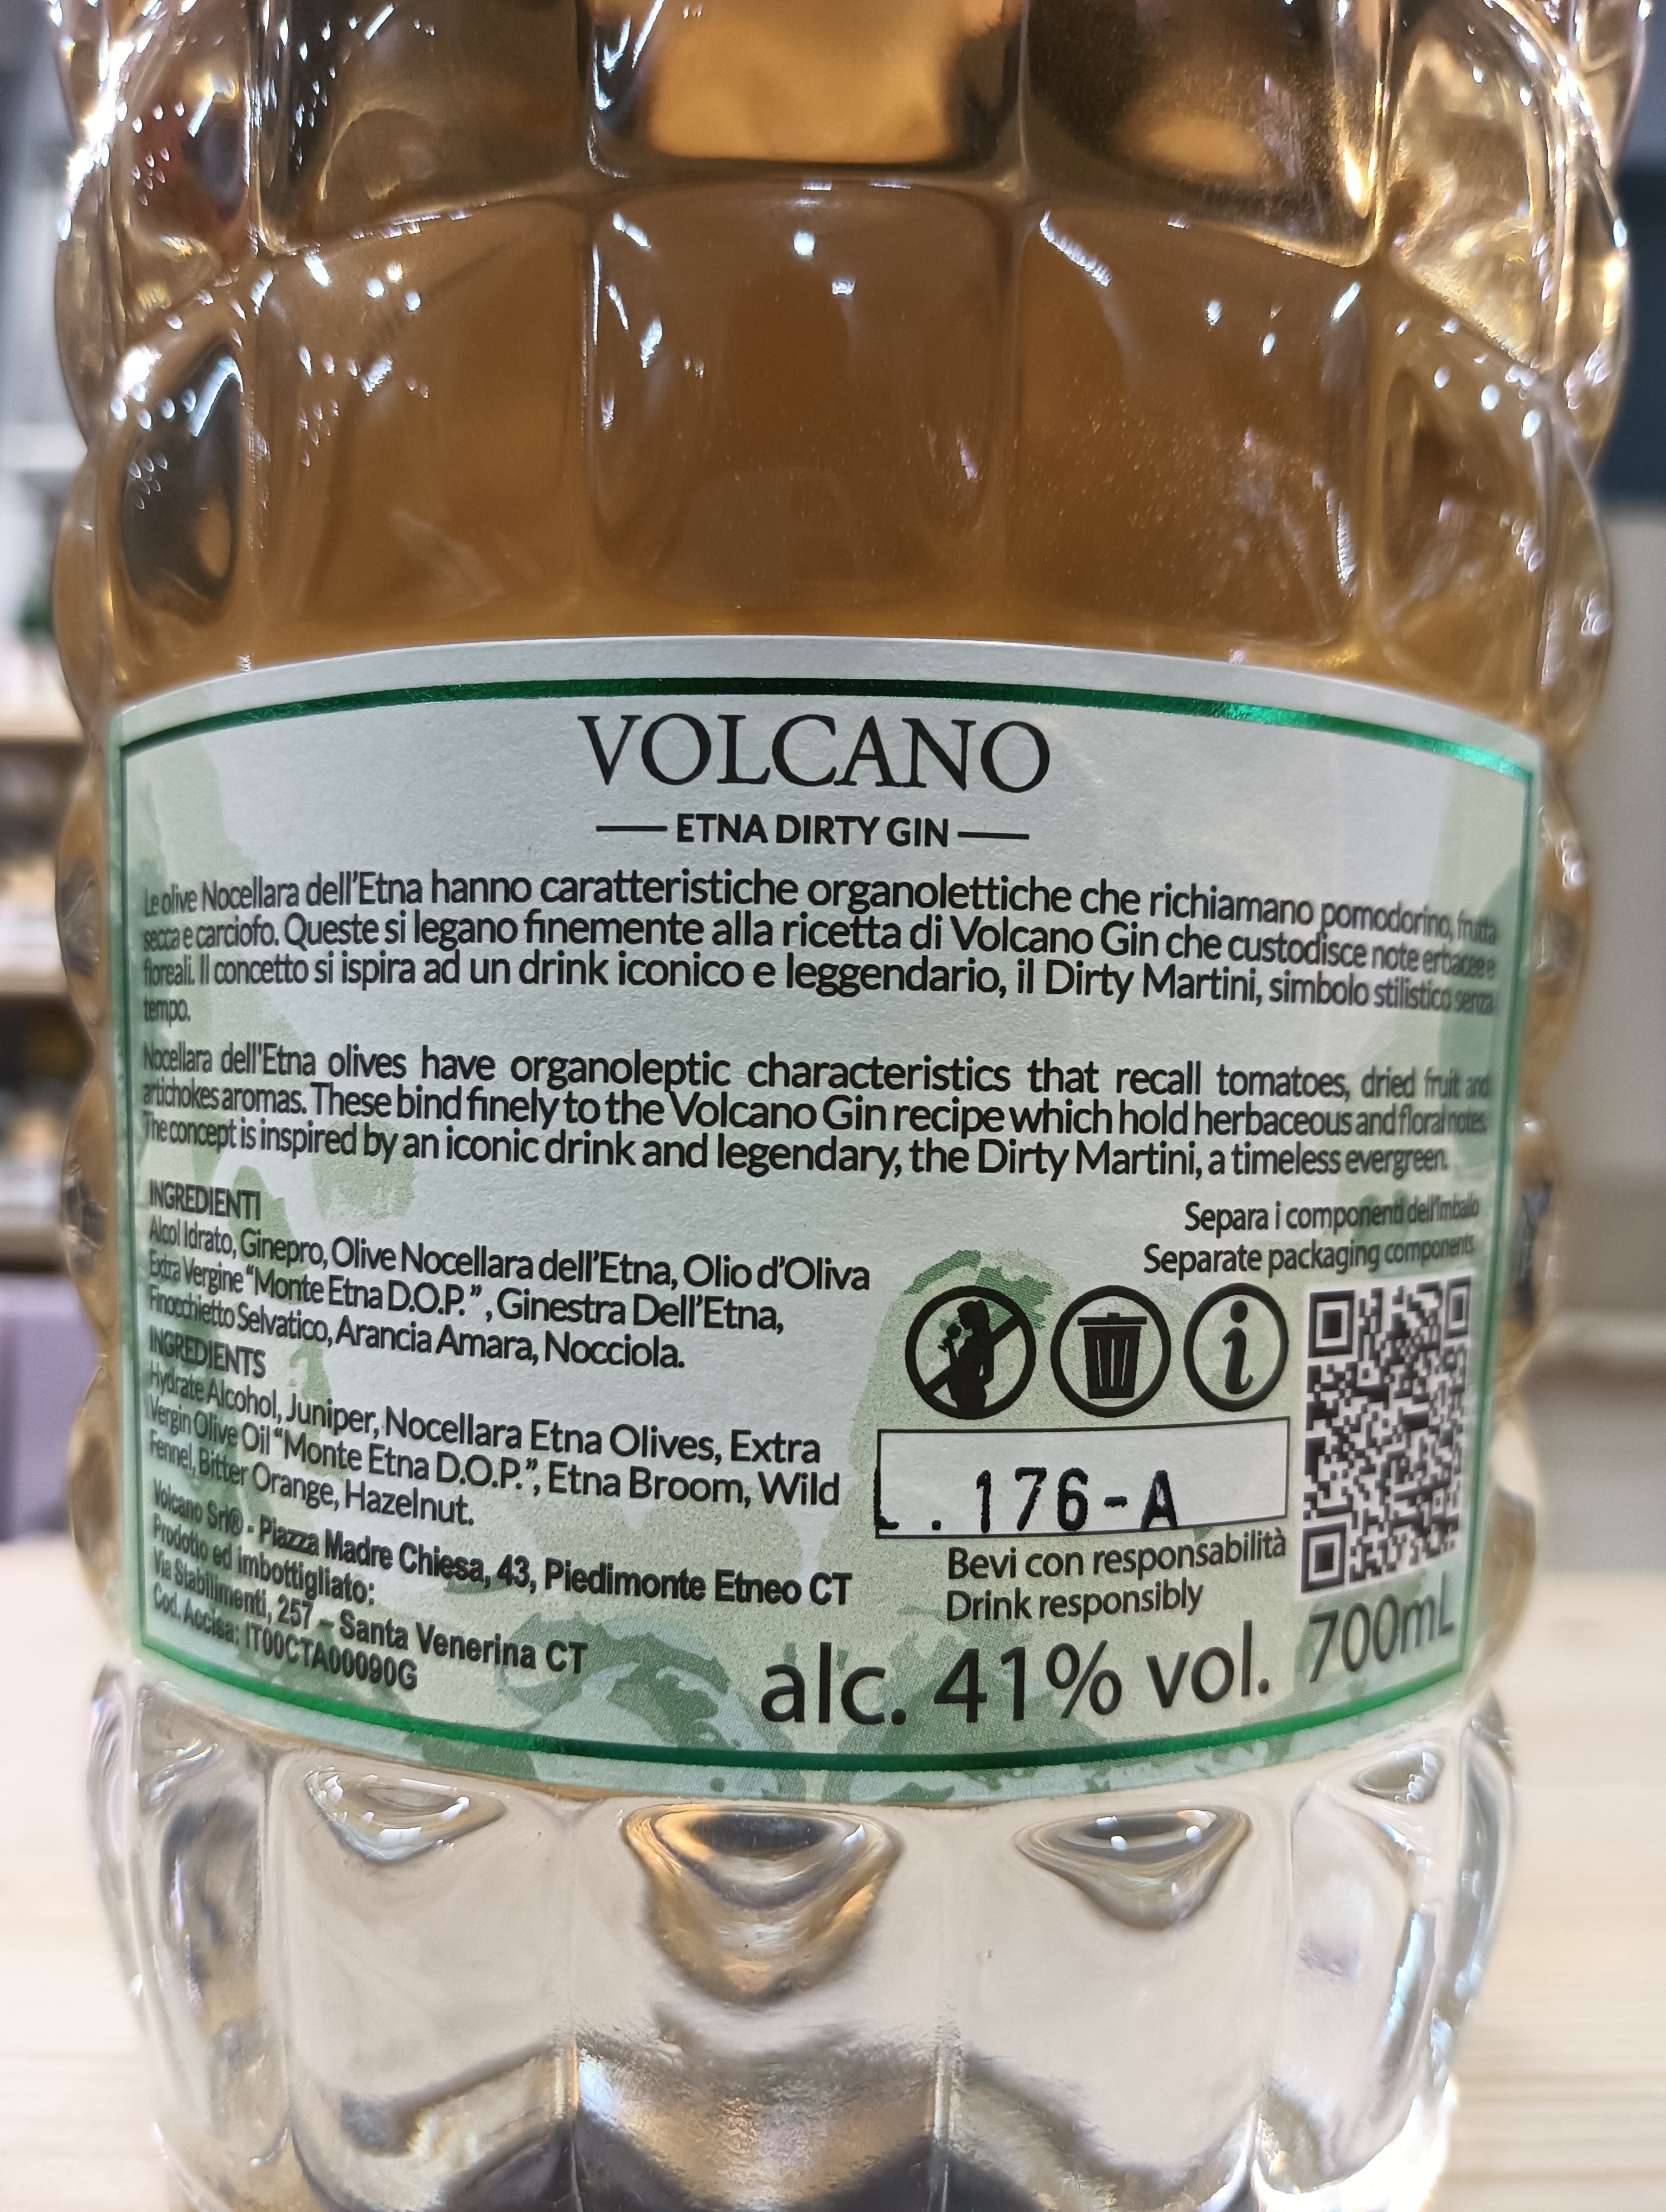 VOLCANO
ETNA DIRTY GIN
Le olive Nocellara dell'Etna hanno caratteristiche organolettiche che richiamano pomodorino, frutta
secca e carciofo. Queste si legano finemente alla ricetta di Volcano Gin che custodisce note erbacee e
floreali. Il concetto si ispira ad un drink iconico e leggendario, il Dirty Martini, simbolo stilistico senza
tempo.
Nocellara dell'Etna olives have organoleptic characteristics that recall tomatoes, dried fruit and
artichokes aromas. These bind finely to the Volcano Gin recipe which hold herbaceous and floral notes.
The concept is inspired by an iconic drink and legendary, the Dirty Martini, a timeless evergreen.
INGREDIENTI
Alcol Idrato, Ginepro, Olive Nocellara dell'Etna, Olio d'Oliva
Extra Vergine "Monte Etna D.O.P.", Ginestra Dell'Etna,
Finocchietto Selvatico, Arancia Amara, Nocciola.
INGREDIENTS
Hydrate Alcohol, Juniper, Nocellara Etna Olives, Extra
Vergin Olive Oil "Monte Etna D.O.P.", Etna Broom, Wild
Fennel, Bitter Orange, Hazelnut.
Volcano Srl® - Piazza Madre Chiesa, 43, Piedimonte Etneo CT
Prodotto ed imbottigliato:
Via Stabilimenti, 257 – Santa Venerina CT
Cod. Accisa: IT00CTA00090G
Separa i componenti dell'imballo
Separate packaging components
L. 176-A
Bevi con responsabilità
Drink responsibly
alc. 41% vol. 700mL